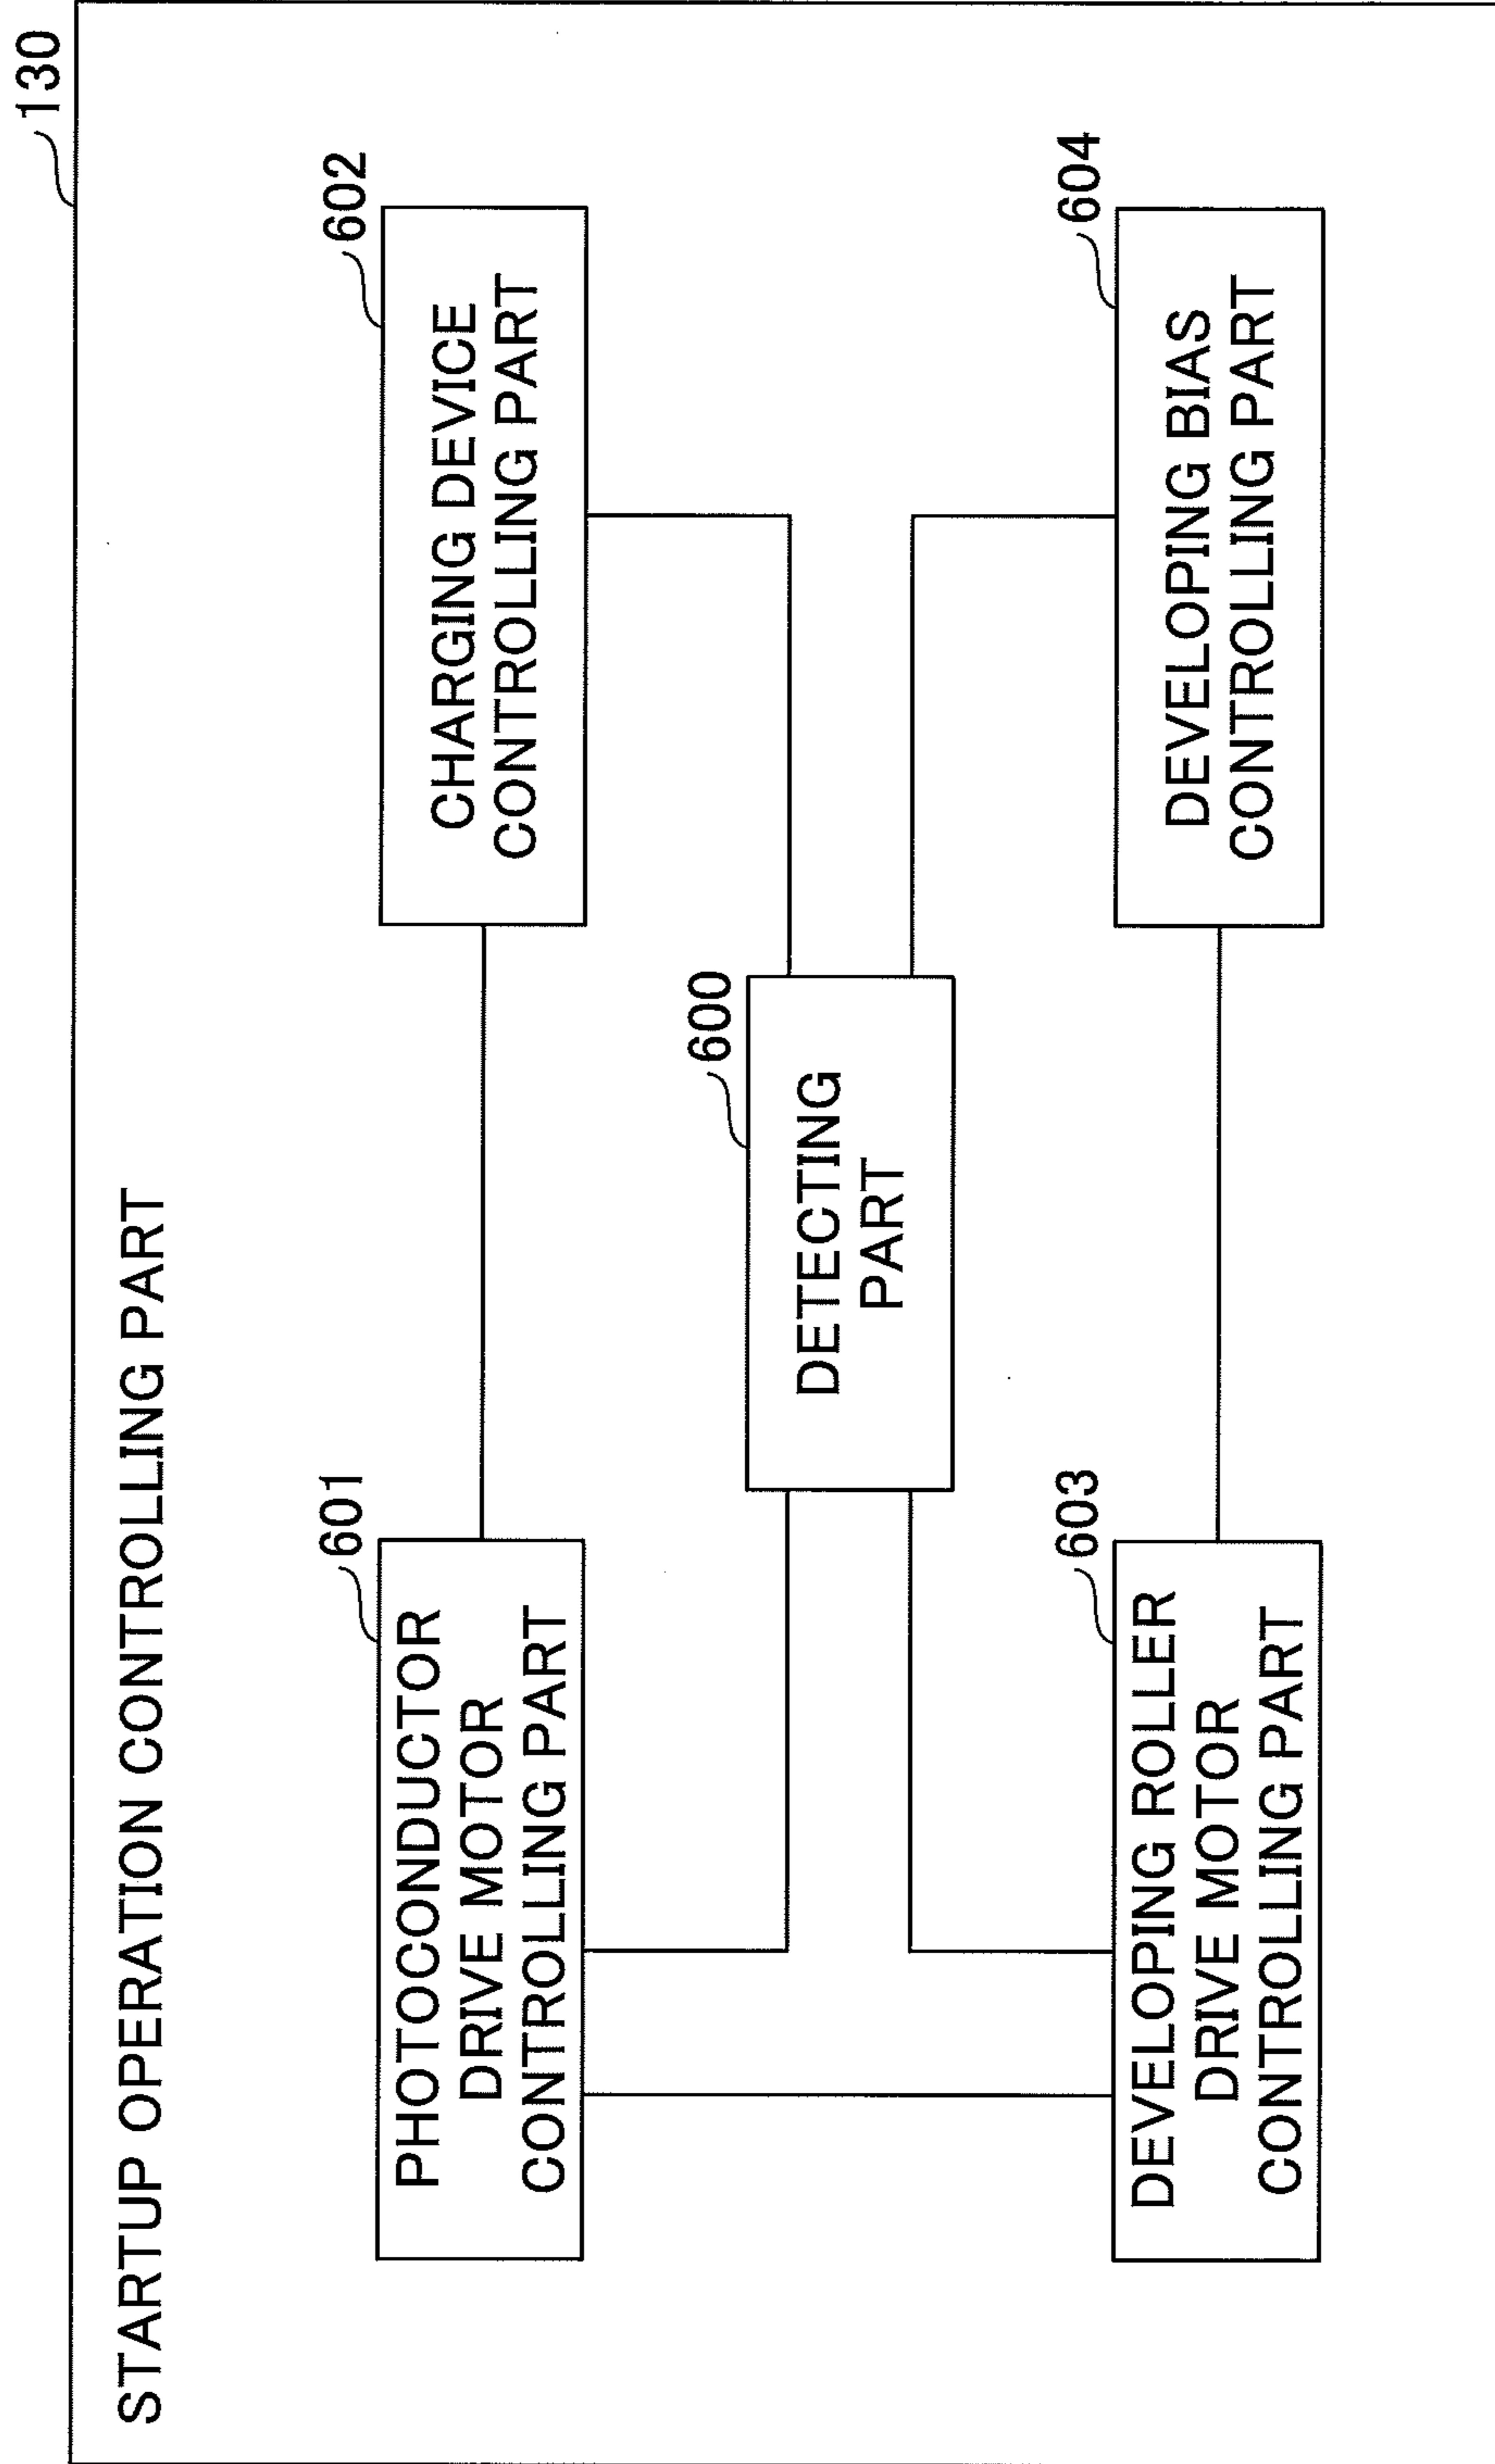 130
STARTUP OPERATION CONTROLLING PART
601
PHOTOCONDUCTOR
DRIVE MOTOR
CONTROLLING PART
602
CHARGING DEVICE
CONTROLLING PART
600
DETECTING
PART
603
DEVELOPING ROLLER
DRIVE MOTOR
CONTROLLING PART
604
DEVELOPING BIAS
CONTROLLING PART